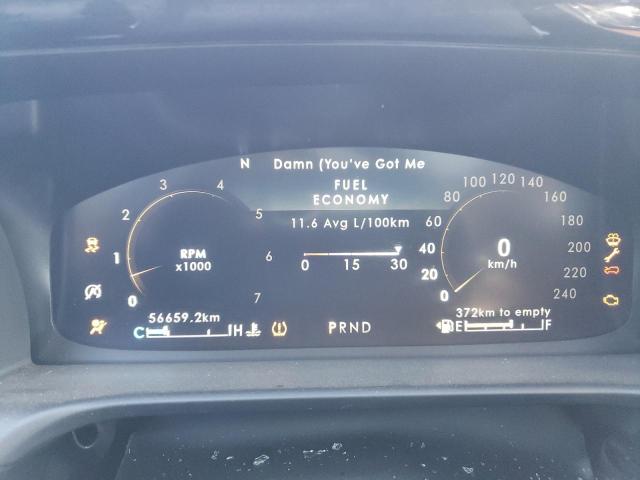 N Damn (You've Got Me
FUEL
ECONOMY
11.6 Avg L/100km
0 15 30
0 1 2 3 4 5 6 7
RPM
x1000
0 20 40 60 80 100 120 140 160 180 200 220 240
0
km/h
56659.2km
C H
PRND
372km to empty
E F